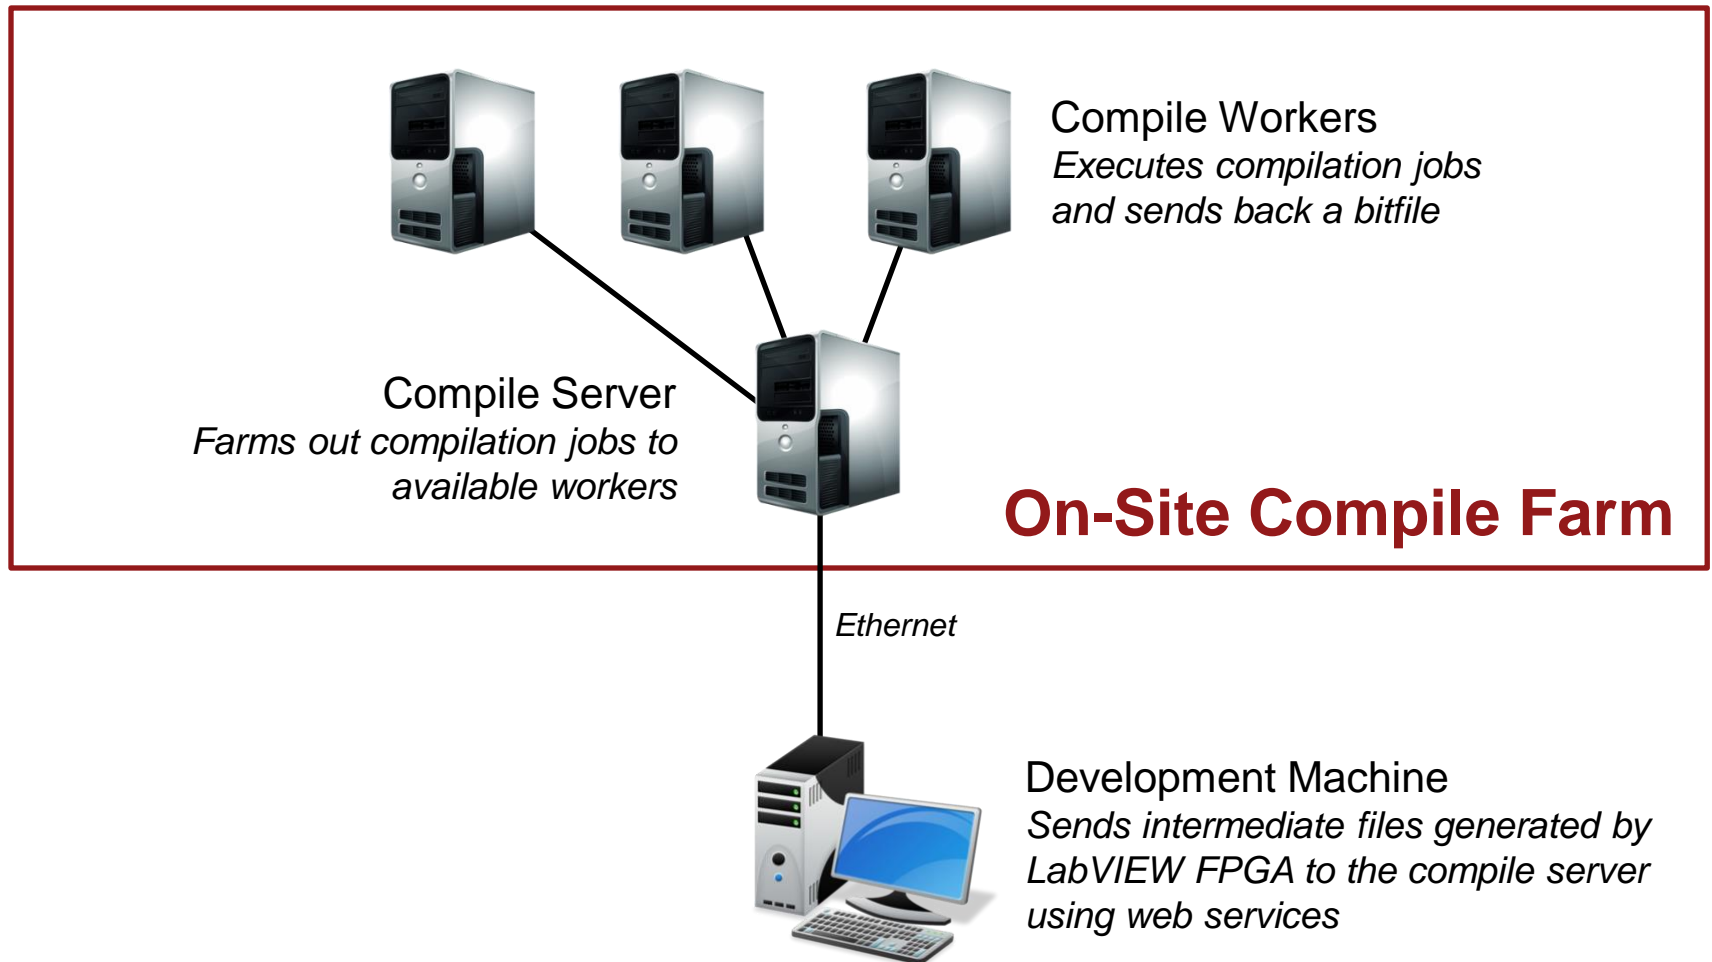 Compile Workers
Executes compilation jobs
and sends back a bitfile
Compile Server
Farms out compilation jobs to
available workers
On-Site Compile Farm
Ethernet
Development Machine
Sends intermediate files generated by
LabVIEW FPGA to the compile server
using web services